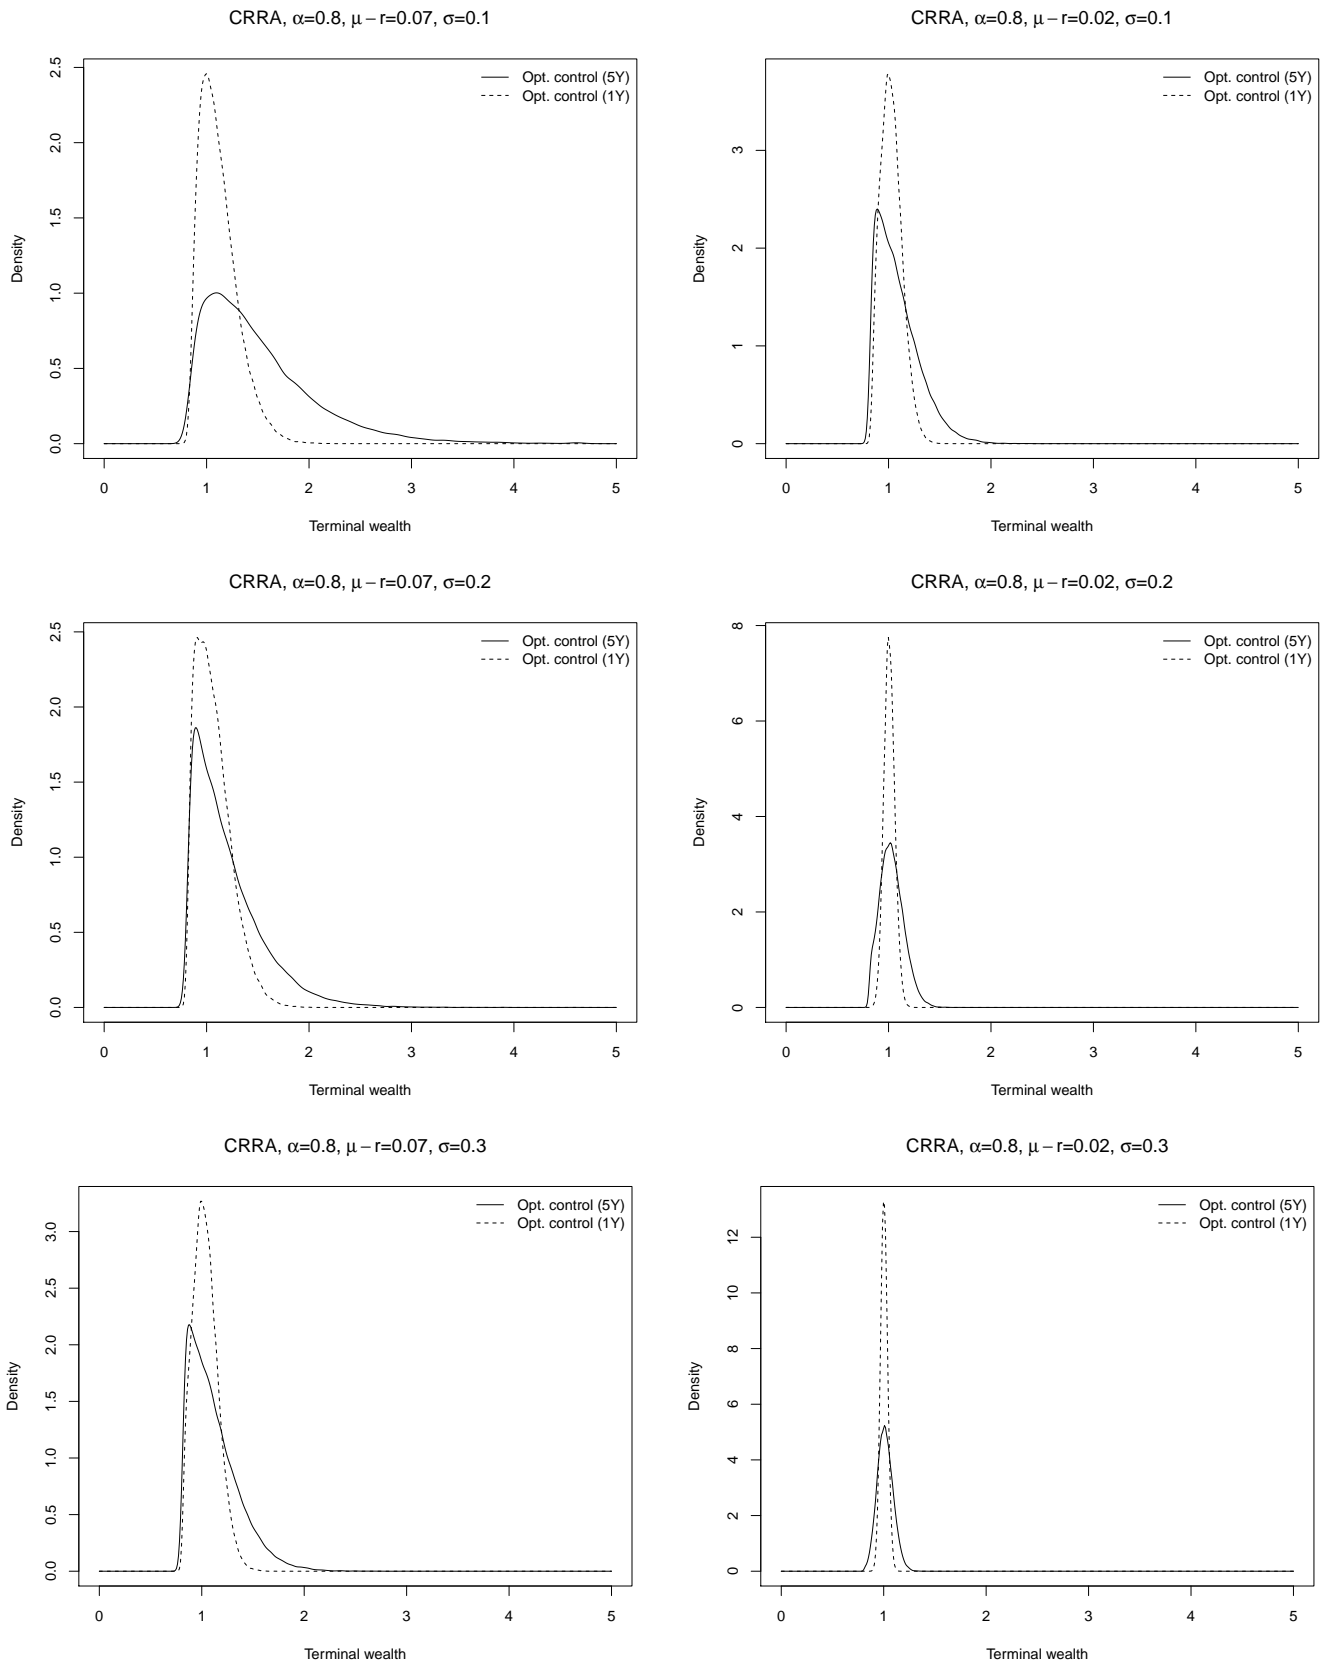 CRRA, α=0.8, μ − r=0.07, σ=0.1
Opt. control (5Y)
Opt. control (1Y)
Density
0.0 0.5 1.0 1.5 2.0 2.5
0 1 2 3 4 5
Terminal wealth
CRRA, α=0.8, μ − r=0.02, σ=0.1
Opt. control (5Y)
Opt. control (1Y)
Density
0 1 2 3
0 1 2 3 4 5
Terminal wealth
CRRA, α=0.8, μ − r=0.07, σ=0.2
Opt. control (5Y)
Opt. control (1Y)
Density
0.0 0.5 1.0 1.5 2.0 2.5
0 1 2 3 4 5
Terminal wealth
CRRA, α=0.8, μ − r=0.02, σ=0.2
Opt. control (5Y)
Opt. control (1Y)
Density
0 2 4 6 8
0 1 2 3 4 5
Terminal wealth
CRRA, α=0.8, μ − r=0.07, σ=0.3
Opt. control (5Y)
Opt. control (1Y)
Density
0.0 0.5 1.0 1.5 2.0 2.5 3.0
0 1 2 3 4 5
Terminal wealth
CRRA, α=0.8, μ − r=0.02, σ=0.3
Opt. control (5Y)
Opt. control (1Y)
Density
0 2 4 6 8 10 12
0 1 2 3 4 5
Terminal wealth